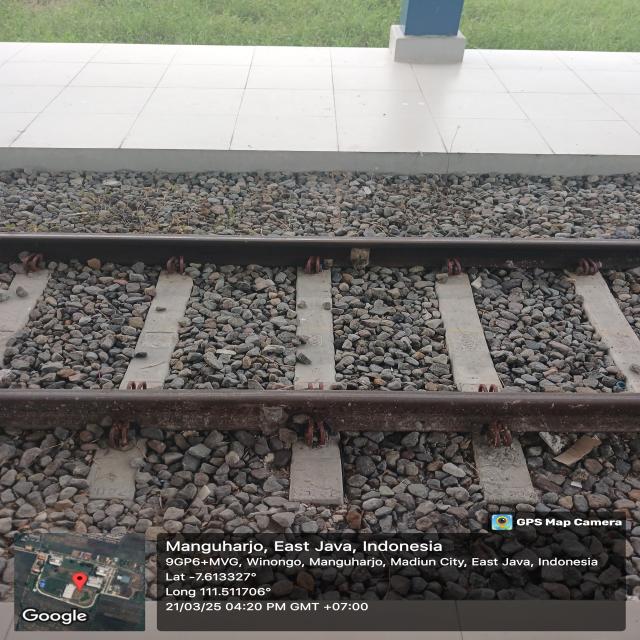 GPS Map Camera
Manguharjo, East Java, Indonesia
9GP6+MVG, Winongo, Manguharjo, Madiun City, East Java, Indonesia
Lat -7.613327°
Long 111.511706°
21/03/25 04:20 PM GMT +07:00
Google